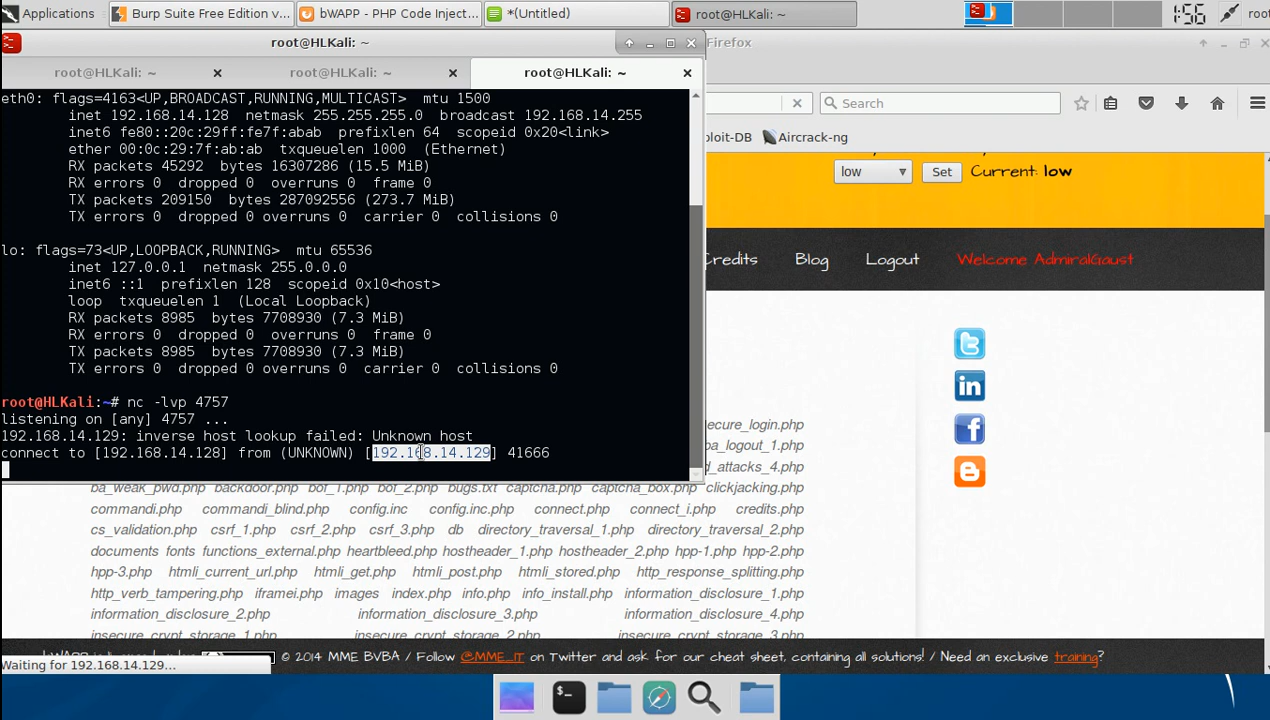 Applications
Burp Suite Free Edition v...
bWAPP - PHP Code Inject...
*(Untitled)
root@HLKali: ~
1:56
root@HLKali: ~
Firefox
root@HLKali: ~
root@HLKali: ~
root@HLKali: ~
Search
ploit-DB
Aircrack-ng
eth0: flags=4163<UP,BROADCAST,RUNNING,MULTICAST> mtu 1500
inet 192.168.14.128 netmask 255.255.255.0 broadcast 192.168.14.255
inet6 fe80::20c:29ff:fe7f:abab prefixlen 64 scopeid 0x20<link>
ether 00:0c:29:7f:ab:ab txqueuelen 1000 (Ethernet)
RX packets 45292 bytes 16307286 (15.5 MiB)
RX errors 0 dropped 0 overruns 0 frame 0
TX packets 209150 bytes 287092556 (273.7 MiB)
TX errors 0 dropped 0 overruns 0 carrier 0 collisions 0
lo: flags=73<UP,LOOPBACK,RUNNING> mtu 65536
inet 127.0.0.1 netmask 255.0.0.0
inet6 ::1 prefixlen 128 scopeid 0x10<host>
loop txqueuelen 1 (Local Loopback)
RX packets 8985 bytes 7708930 (7.3 MiB)
RX errors 0 dropped 0 overruns 0 frame 0
TX packets 8985 bytes 7708930 (7.3 MiB)
TX errors 0 dropped 0 overruns 0 carrier 0 collisions 0
root@HLKali:~# nc -lvp 4757
listening on [any] 4757 ...
192.168.14.129: inverse host lookup failed: Unknown host
connect to [192.168.14.128] from (UNKNOWN) [192.168.14.129] 41666
low
Set
Current: low
Credits
Blog
Logout
Welcome AdmiralGaust
ecure_login.php
ba_logout_1.php
d_attacks_4.php
ba_weak_pwd.php backdoor.php bof_1.php bof_2.php bugs.txt captcha.php captcha_box.php clickjacking.php
commandi.php commandi_blind.php config.inc config.inc.php connect.php connect_i.php credits.php
cs_validation.php csrf_1.php csrf_2.php csrf_3.php db directory_traversal_1.php directory_traversal_2.php
documents fonts functions_external.php heartbleed.php hostheader_1.php hostheader_2.php hpp-1.php hpp-2.php
hpp-3.php htmli_current_url.php htmli_get.php htmli_post.php htmli_stored.php http_response_splitting.php
http_verb_tampering.php iframei.php images index.php info.php info_install.php information_disclosure_1.php
information_disclosure_2.php information_disclosure_3.php information_disclosure_4.php
insecure_crypt_storage_1.php insecure_crypt_storage_2.php insecure_crypt_storage_3.php
© 2014 MME BVBA / Follow @MME_IT on Twitter and ask for our cheat sheet, containing all solutions! / Need an exclusive training?
Waiting for 192.168.14.129...